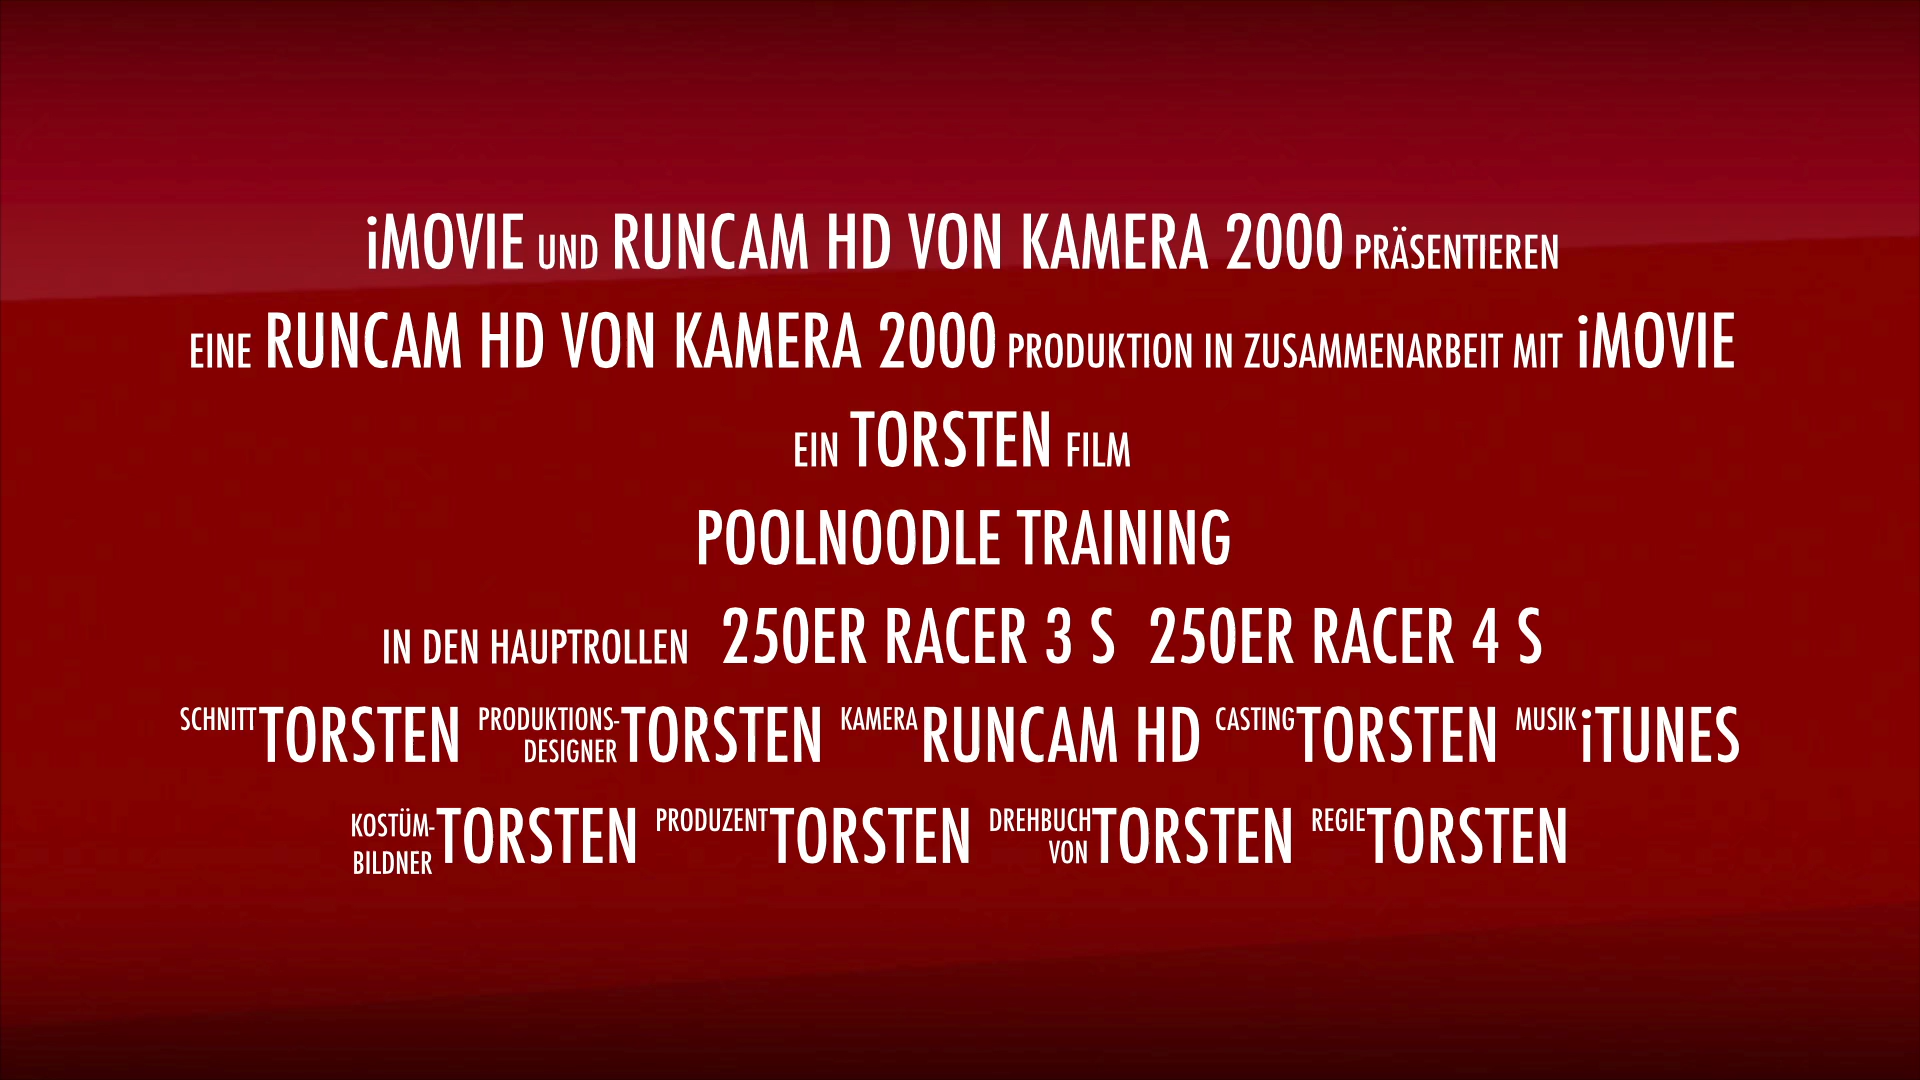 iMOVIE UND RUNCAM HD VON KAMERA 2000 PRÄSENTIEREN
EINE RUNCAM HD VON KAMERA 2000 PRODUKTION IN ZUSAMMENARBEIT MIT iMOVIE
EIN TORSTEN FILM
POOLNOODLE TRAINING
IN DEN HAUPTROLLEN 250ER RACER 3 S 250ER RACER 4 S
SCHNITT TORSTEN PRODUKTIONS-DESIGNER TORSTEN KAMERA RUNCAM HD CASTING TORSTEN MUSIK iTUNES
KOSTÜM-BILDNER TORSTEN PRODUZENT TORSTEN DREHBUCH VON TORSTEN REGIE TORSTEN